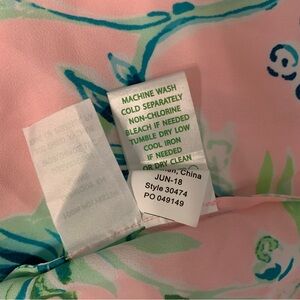 MACHINE WASH
COLD SEPARATELY
NON-CHLORINE
BLEACH IF NEEDED
TUMBLE DRY LOW
COOL IRON
IF NEEDED
OR DRY CLEAN
China
JUN-18
Style 30474
PO 049149